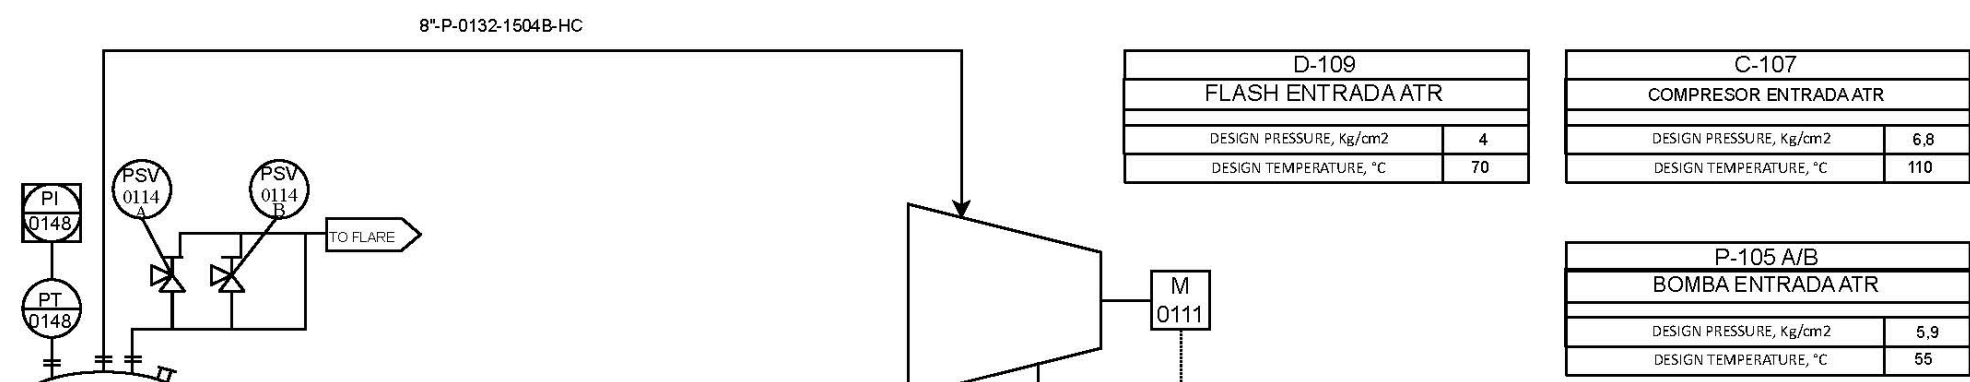 8"-P-0132-1504B-HC
D-109
FLASH ENTRADA ATR
DESIGN PRESSURE, Kg/cm2 4
DESIGN TEMPERATURE, °C 70
C-107
COMPRESOR ENTRADA ATR
DESIGN PRESSURE, Kg/cm2 6,8
DESIGN TEMPERATURE, °C 110
PSV
0114
A
PSV
0114
B
PI
0148
TO FLARE
PT
0148
M
0111
P-105 A/B
BOMBA ENTRADA ATR
DESIGN PRESSURE, Kg/cm2 5,9
DESIGN TEMPERATURE, °C 55